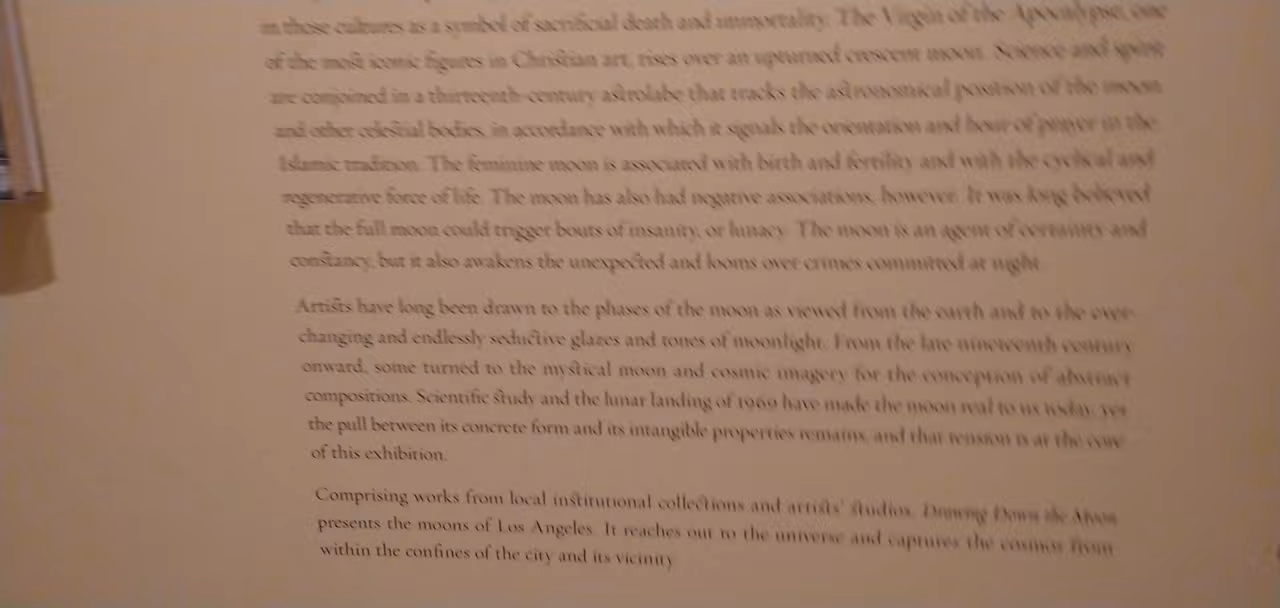 in those cultures as a symbol of sacrificial death and immortality. The Virgin of the Apocalypse, one
of the most iconic figures in Christian art, rises over an upturned crescent moon. Science and spirit
are conjoined in a thirteenth-century astrolabe that tracks the astronomical position of the moon
and other celestial bodies, in accordance with which it signals the orientation and hour of prayer in the
Islamic tradition. The feminine moon is associated with birth and fertility and with the cyclical and
regenerative force of life. The moon has also had negative associations, however. It was long believed
that the full moon could trigger bouts of insanity, or lunacy. The moon is an agent of certainty and
constancy, but it also awakens the unexpected and looms over crimes committed at night.
Artists have long been drawn to the phases of the moon as viewed from the earth and to the ever-
changing and endlessly seductive glazes and tones of moonlight. From the late nineteenth century
onward, some turned to the mystical moon and cosmic imagery for the conception of abstract
compositions. Scientific study and the lunar landing of 1969 have made the moon real to us today, yet
the pull between its concrete form and its intangible properties remains, and that tension is at the core
of this exhibition.
Comprising works from local institutional collections and artists' studios, Drawing Down the Moon
presents the moons of Los Angeles. It reaches out to the universe and captures the cosmos from
within the confines of the city and its vicinity.